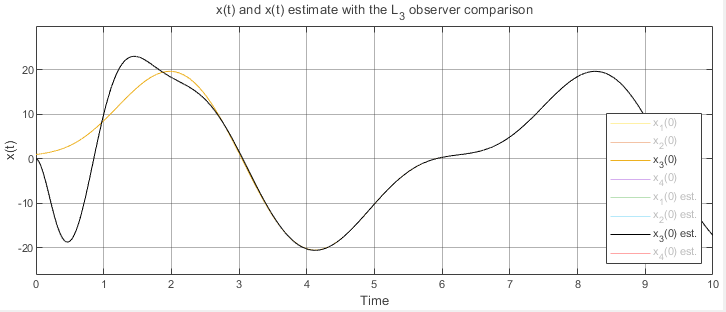 x(t) and x(t) estimate with the L3 observer comparison
20
10
0
-10
-20
x(t)
0 1 2 3 4 5 6 7 8 9 10
Time
x1(0)
x2(0)
x3(0)
x4(0)
x1(0) est.
x2(0) est.
x3(0) est.
x4(0) est.